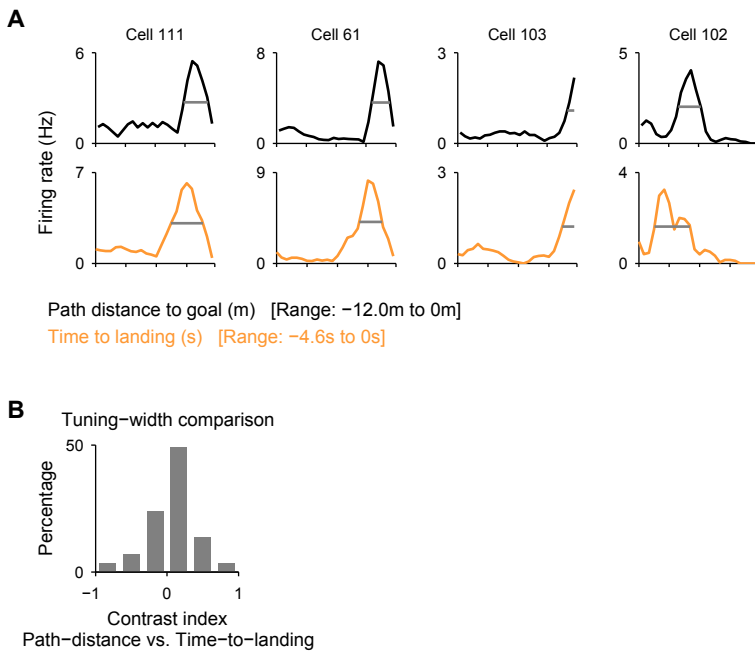 A
Cell 111 Cell 61 Cell 103 Cell 102
6 8 3 5
0 0 0 0
Firing rate (Hz)
7 9 3 4
0 0 0 0
Path distance to goal (m) [Range: −12.0m to 0m]
Time to landing (s) [Range: −4.6s to 0s]
B
Tuning−width comparison
50
Percentage
0
−1 0 1
Contrast index
Path−distance vs. Time−to−landing